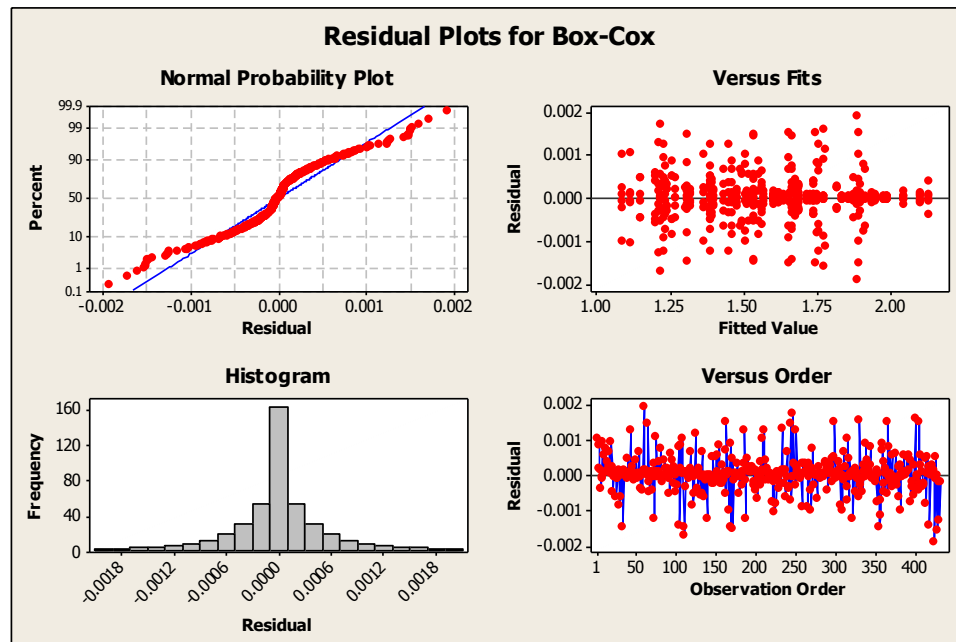 Residual Plots for Box-Cox
Normal Probability Plot
Percent
99.9
99
90
50
10
1
0.1
-0.002 -0.001 0.000 0.001 0.002
Residual
Versus Fits
Residual
0.002
0.001
0.000
-0.001
-0.002
1.00 1.25 1.50 1.75 2.00
Fitted Value
Histogram
Frequency
160
120
80
40
0
-0.0018 -0.0012 -0.0006 0.0000 0.0006 0.0012 0.0018
Residual
Versus Order
Residual
0.002
0.001
0.000
-0.001
-0.002
1 50 100 150 200 250 300 350 400
Observation Order